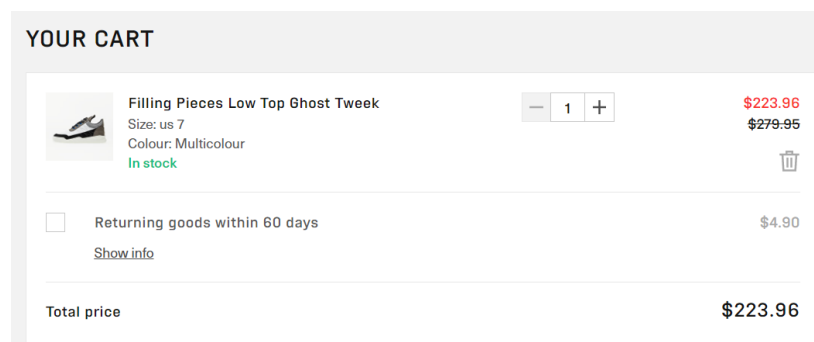 YOUR CART
Filling Pieces Low Top Ghost Tweek
Size: us 7
Colour: Multicolour
In stock
1
$223.96
$279.95
Returning goods within 60 days
$4.90
Show info
Total price
$223.96